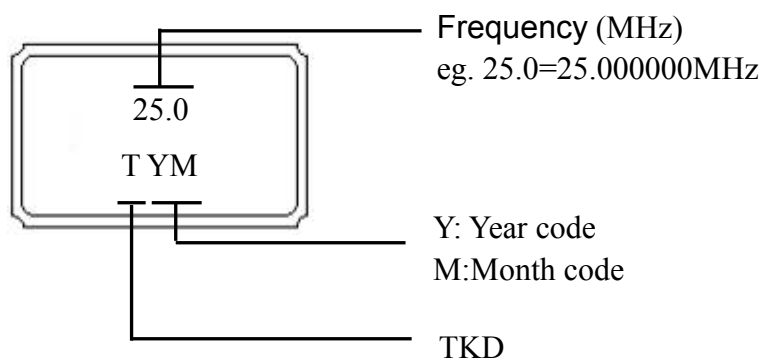 Frequency (MHz)
eg. 25.0=25.000000MHz
25.0
T YM
Y: Year code
M:Month code
TKD